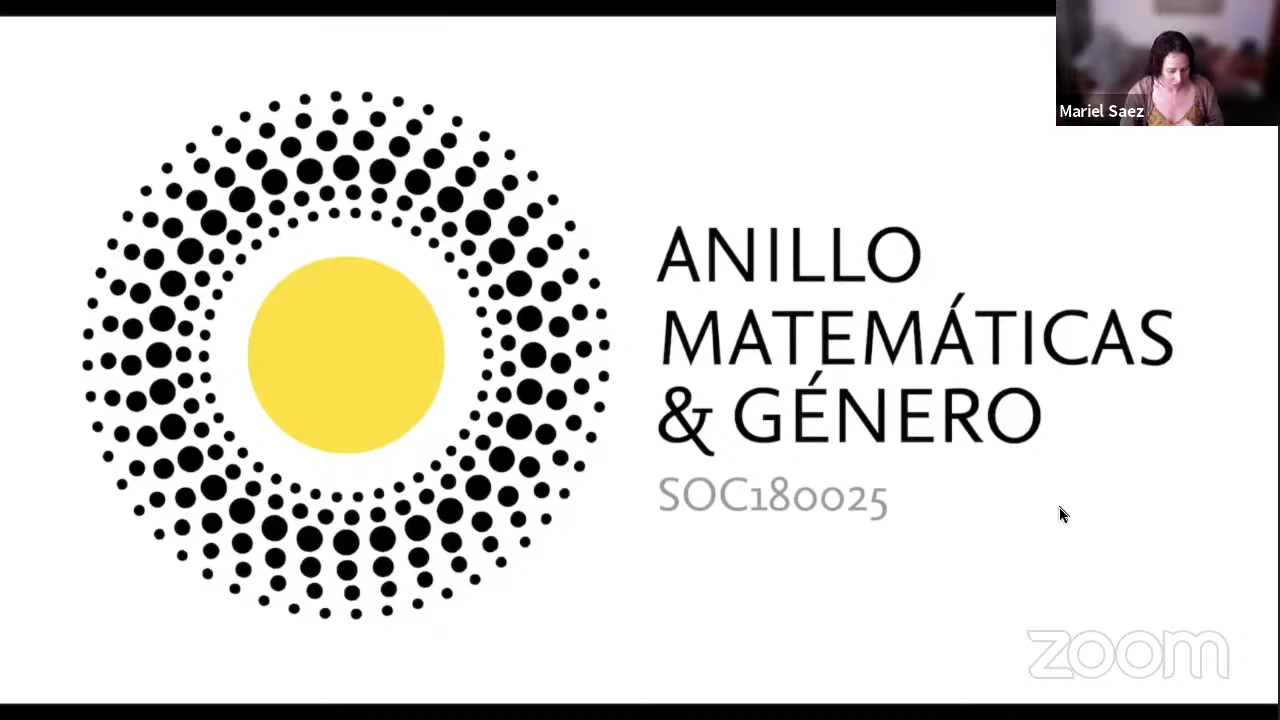 Mariel Saez
ANILLO
MATEMÁTICAS
& GÉNERO
SOC180025
zoom